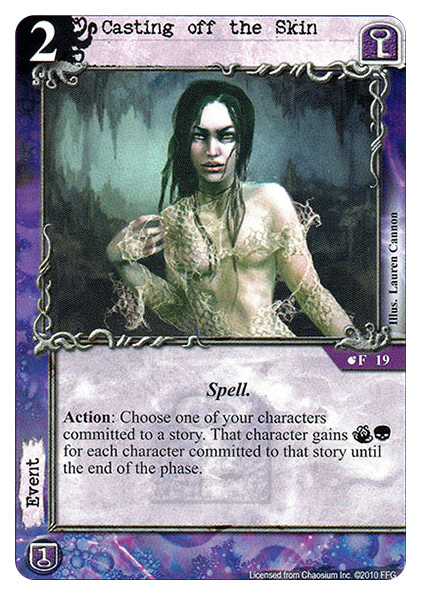 2
Casting off the Skin
Illus. Lauren Cannon
F 19
Spell.
Action: Choose one of your characters
committed to a story. That character gains
for each character committed to that story until
the end of the phase.
Event
1
Licensed from Chaosium Inc. ©2010 FFG